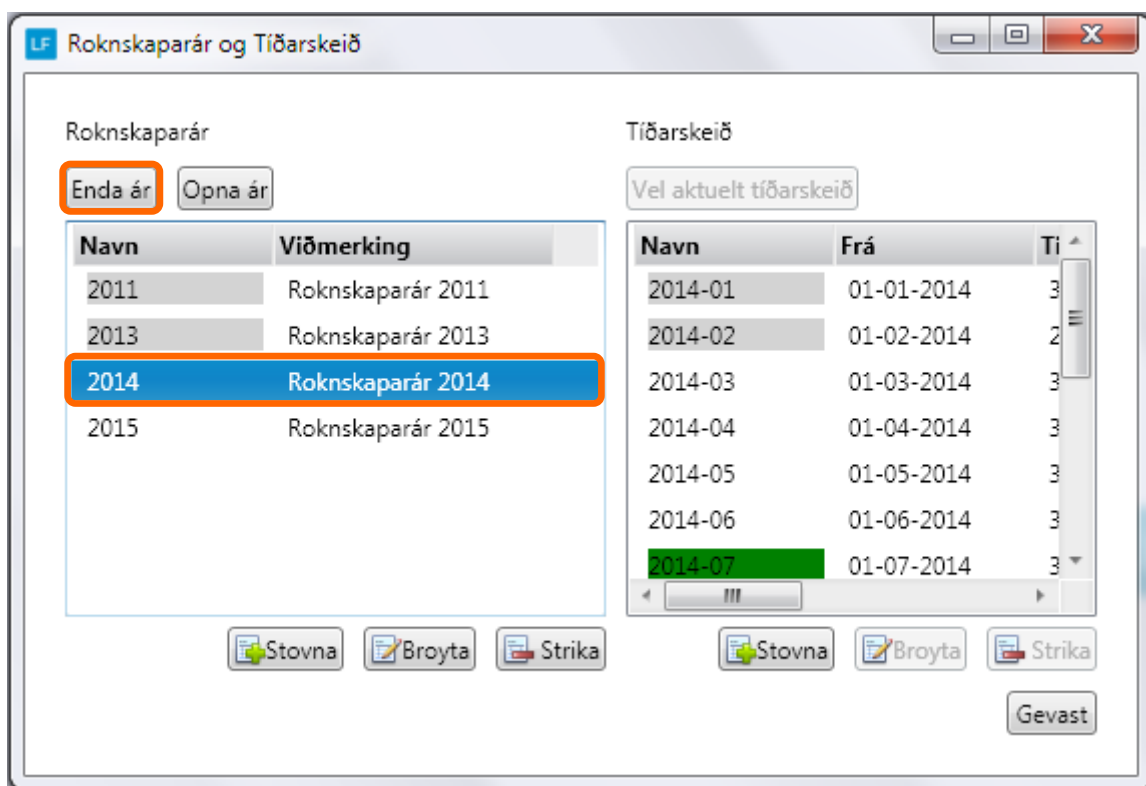 LF Roknskaparár og Tíðarskeið
Roknskaparár
Enda ár Opna ár
Navn Viðmerking
2011 Roknskaparár 2011
2013 Roknskaparár 2013
2014 Roknskaparár 2014
2015 Roknskaparár 2015
Stovna Broyta Strika
Tíðarskeið
Vel aktuelt tíðarskeið
Navn Frá
2014-01 01-01-2014
2014-02 01-02-2014
2014-03 01-03-2014
2014-04 01-04-2014
2014-05 01-05-2014
2014-06 01-06-2014
2014-07 01-07-2014
Stovna Broyta Strika
Gevast